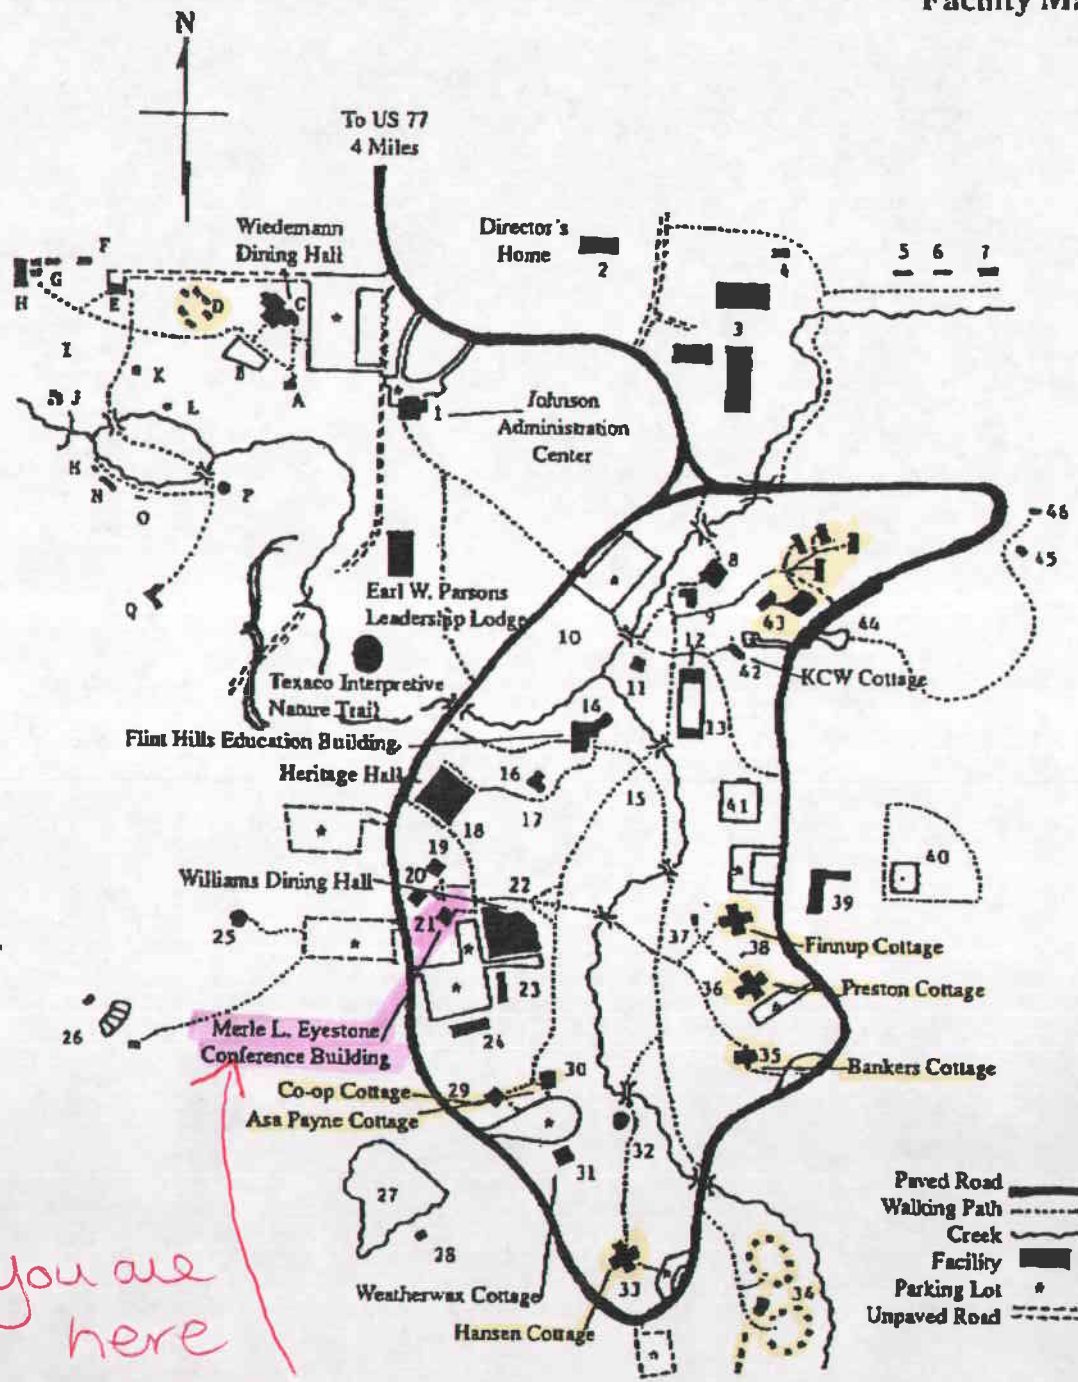 Facility Ma
N
To US 77
4 Miles
Wiedemann
Dining Hall
Director's
Home
2
4
5 6 7
3
F
G
H
E
D
C
I
B
K
A
J
L
1
Johnson
Administration
Center
N
O
P
Q
46
45
8
9
43
44
Earl W. Parsons
Leadership Lodge
10
12
11
42
KCW Cottage
Texaco Interpretive
Nature Trail
13
14
Flint Hills Education Building
Heritage Hall
16
15
17
18
41
19
40
Williams Dining Hall
20
22
39
21
25
37
38
Finnup Cottage
36
Preston Cottage
23
26
Merle L. Eyestone
Conference Building
24
35
Bankers Cottage
30
Co-op Cottage
29
Asa Payne Cottage
32
31
27
28
Paved Road
Walking Path
Creek
Facility
Parking Lot *
Unpaved Road
34
Weatherwax Cottage
33
Hansen Cottage
you are
here